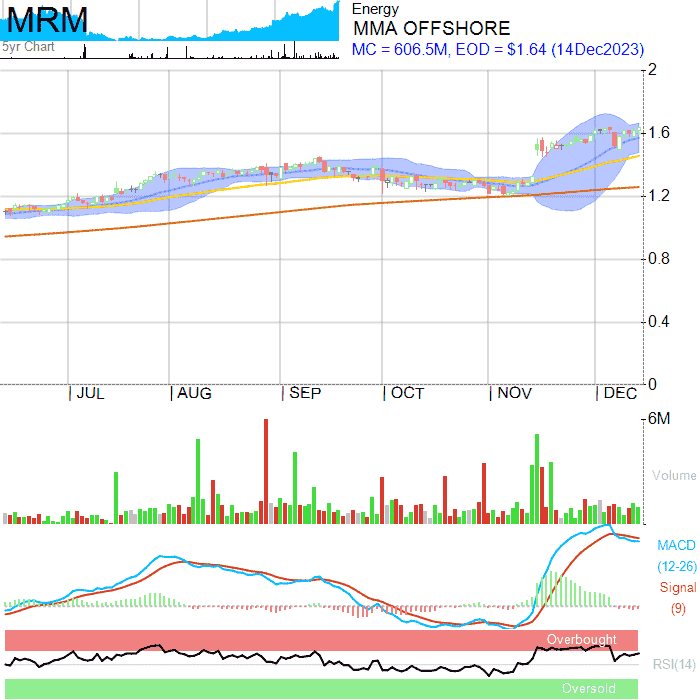 MRM
5yr Chart
Energy
MMA OFFSHORE
MC = 606.5M, EOD = $1.64 (14Dec2023)
2
1.6
1.2
0.8
0.4
0
JUL AUG SEP OCT NOV DEC
6M
Volume
MACD
(12-26)
Signal
(9)
Overbought
RSI(14)
Oversold